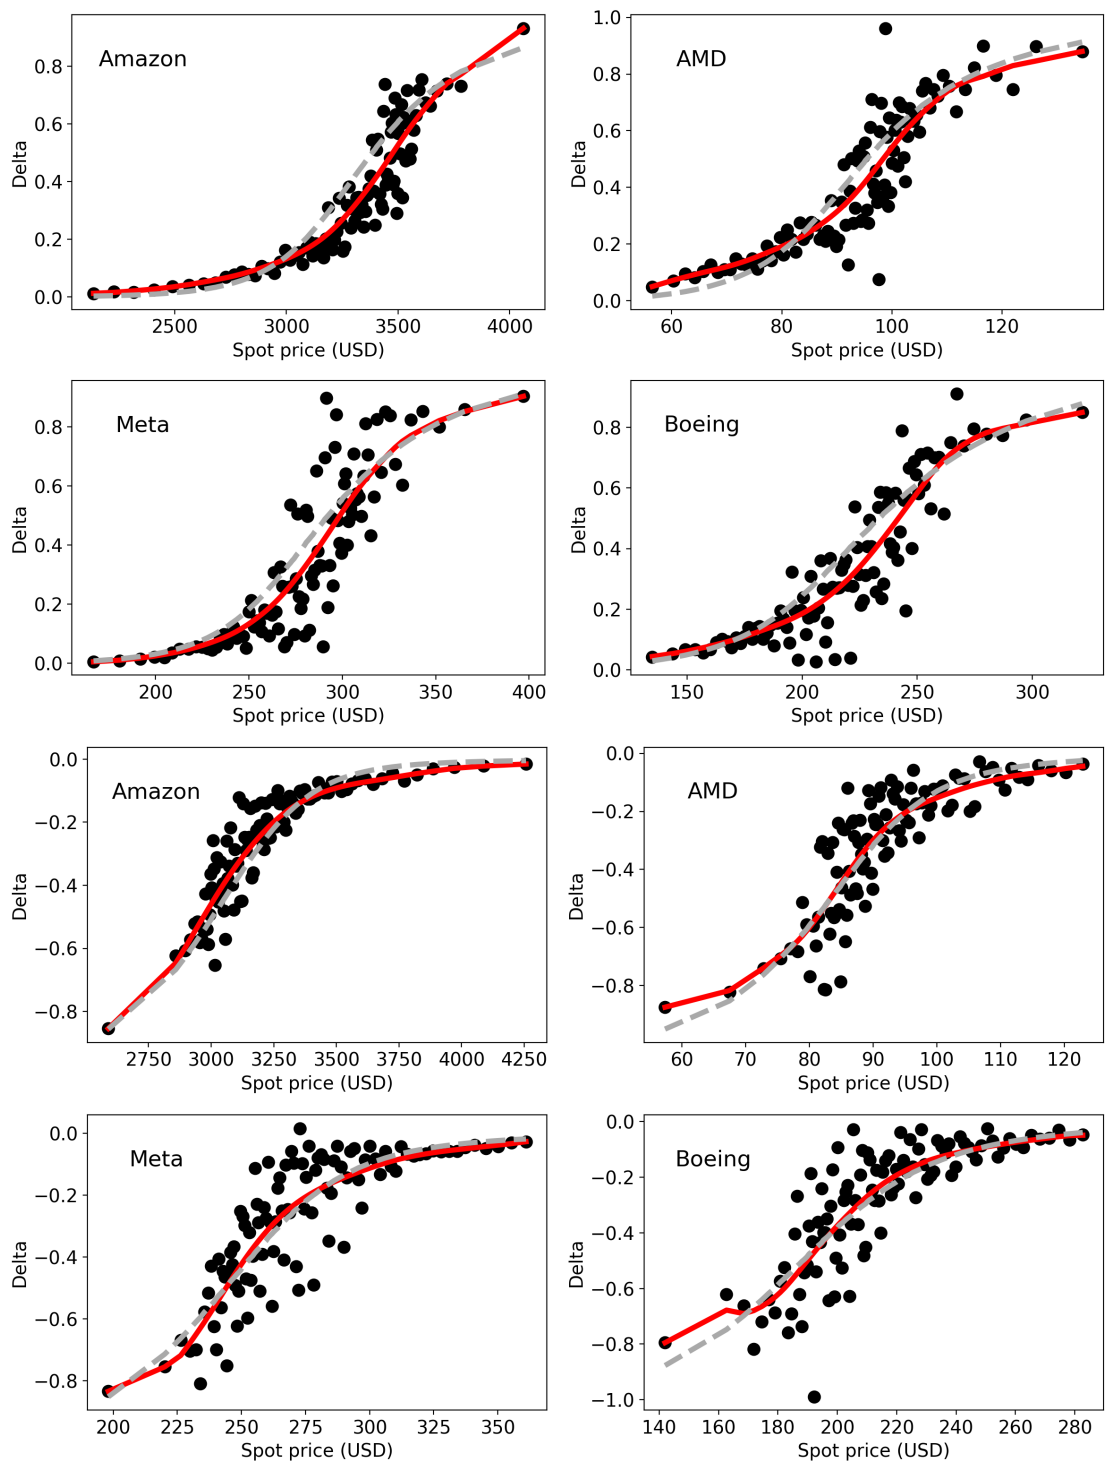 Amazon
Delta
0.8
0.6
0.4
0.2
0.0
2500 3000 3500 4000
Spot price (USD)
AMD
Delta
1.0
0.8
0.6
0.4
0.2
0.0
60 80 100 120
Spot price (USD)
Meta
Delta
0.8
0.6
0.4
0.2
0.0
200 250 300 350 400
Spot price (USD)
Boeing
Delta
0.8
0.6
0.4
0.2
0.0
150 200 250 300
Spot price (USD)
Amazon
Delta
0.0
−0.2
−0.4
−0.6
−0.8
2750 3000 3250 3500 3750 4000 4250
Spot price (USD)
AMD
Delta
0.0
−0.2
−0.4
−0.6
−0.8
60 70 80 90 100 110 120
Spot price (USD)
Meta
Delta
0.0
−0.2
−0.4
−0.6
−0.8
200 225 250 275 300 325 350
Spot price (USD)
Boeing
Delta
0.0
−0.2
−0.4
−0.6
−0.8
−1.0
140 160 180 200 220 240 260 280
Spot price (USD)